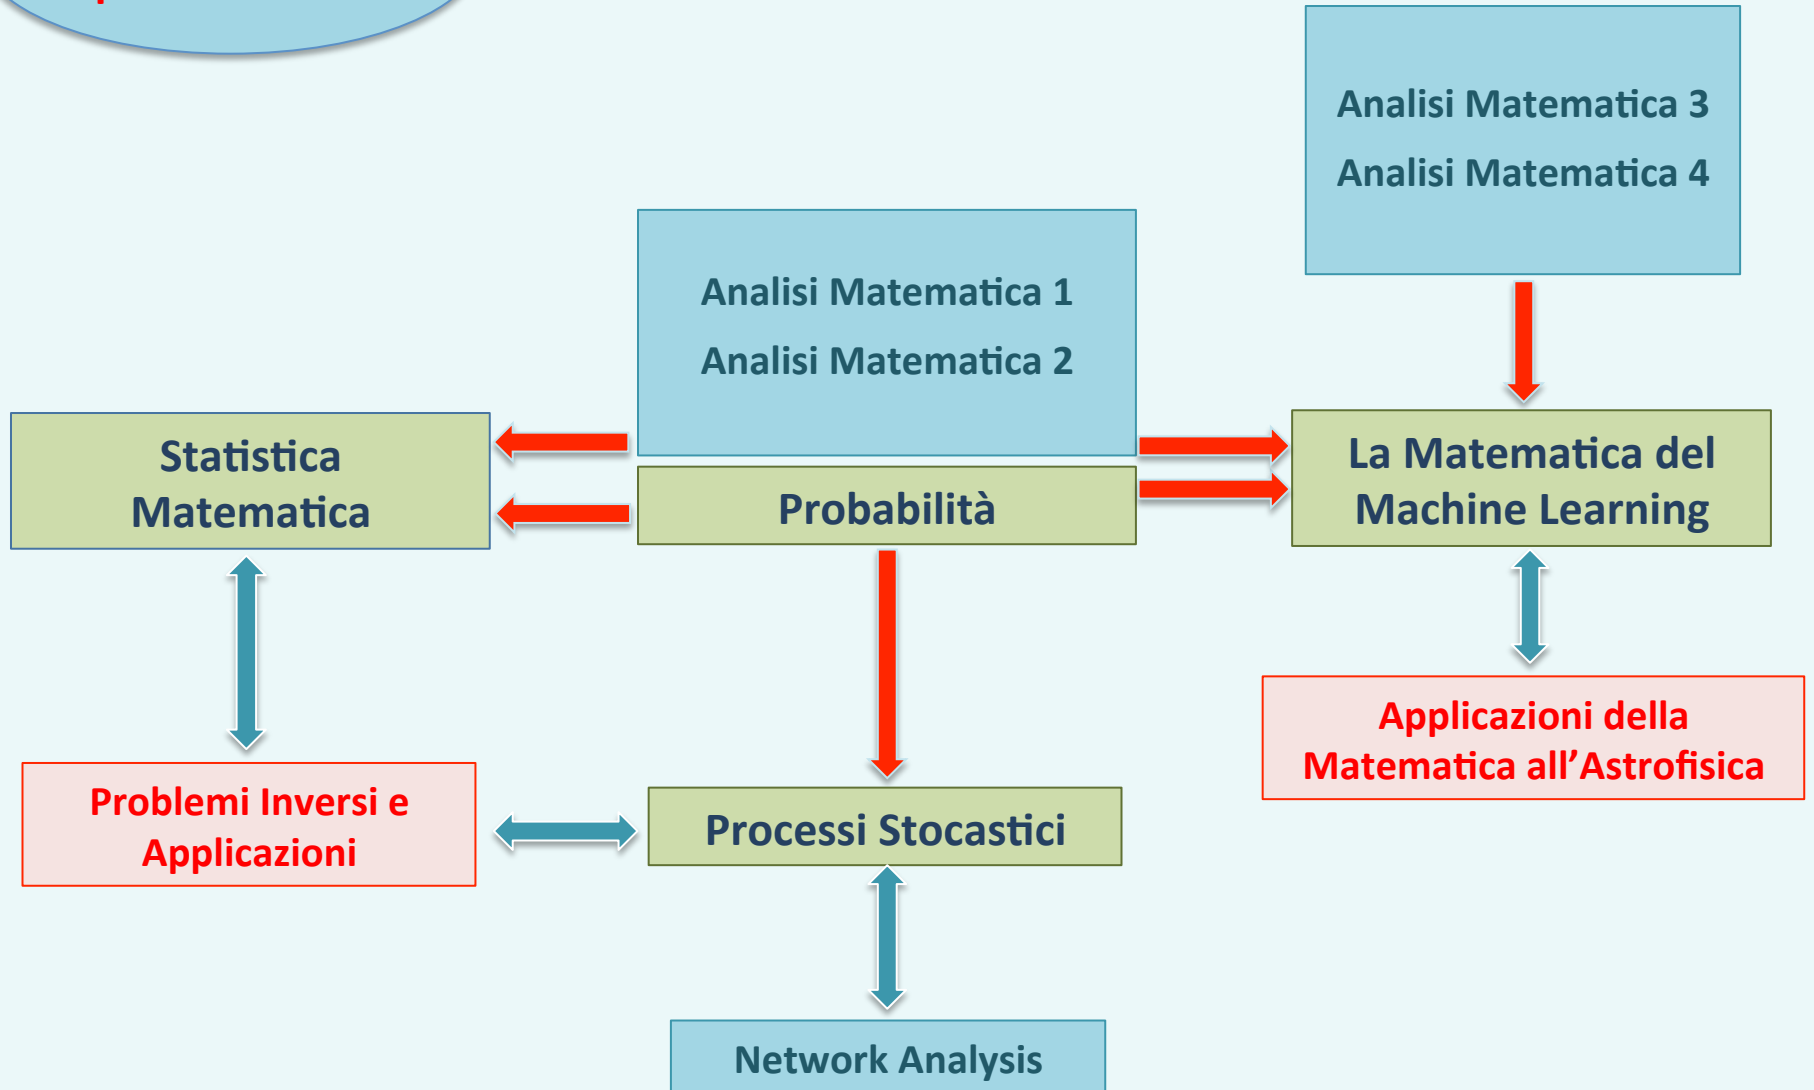 Analisi Matematica 3
Analisi Matematica 4
Analisi Matematica 1
Analisi Matematica 2
Statistica
Matematica
Probabilità
La Matematica del
Machine Learning
Applicazioni della
Matematica all’Astrofisica
Problemi Inversi e
Applicazioni
Processi Stocastici
Network Analysis